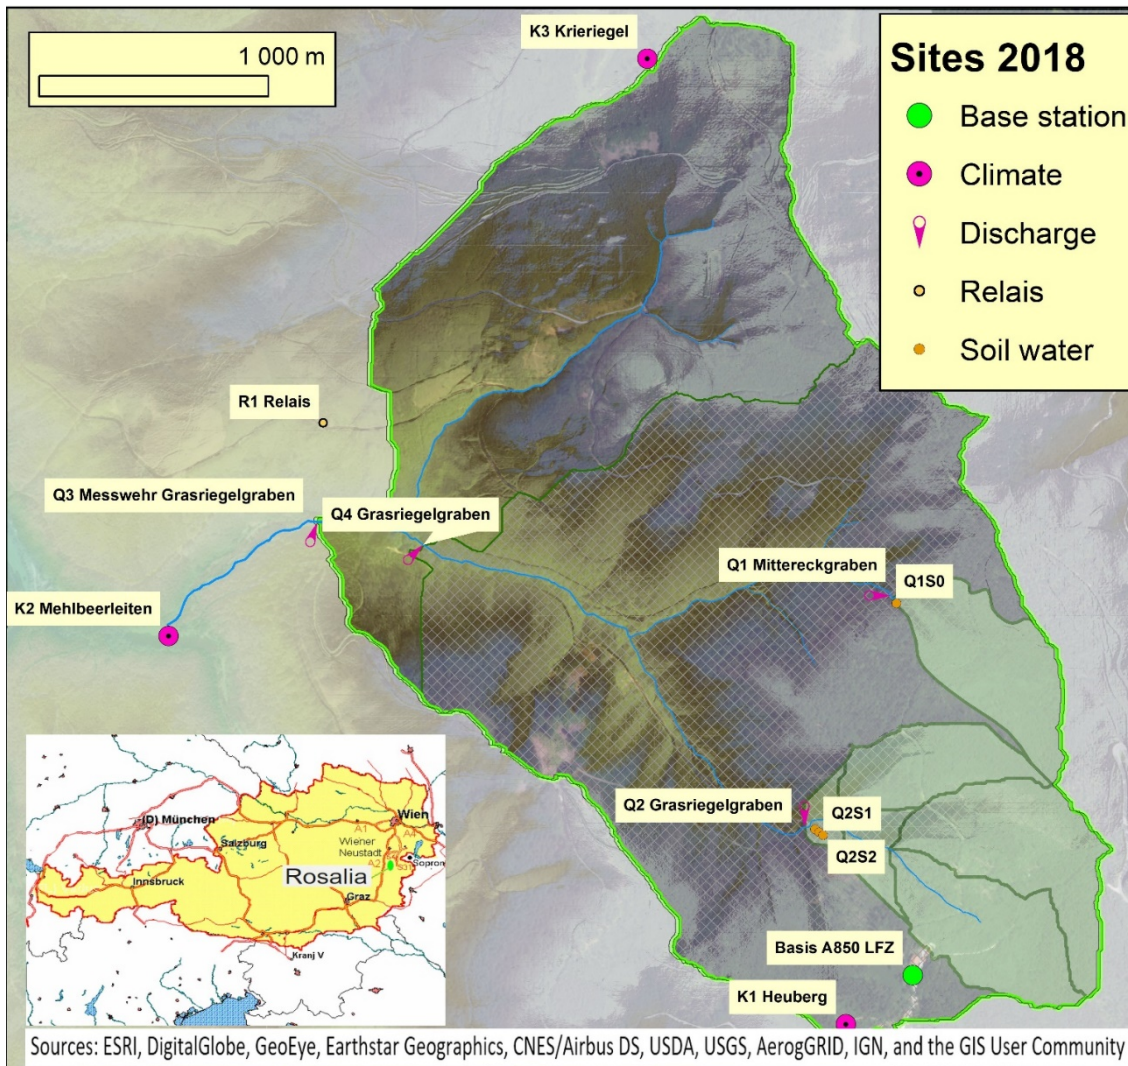 K3 Krieriegel
1 000 m
Sites 2018
Base station
Climate
Discharge
Relais
Soil water
R1 Relais
Q3 Messwehr Grasriegelgraben
Q4 Grasriegelgraben
Q1 Mittereckgraben
Q1S0
K2 Mehlbeerleiten
Q2 Grasriegelgraben
Q2S1
Q2S2
Basis A850 LFZ
K1 Heuberg
(D) München
A1
Wien
A4
Wiener
Neustadt
Salzburg
A2
Sopron
Rosalia
Innsbruck
Graz
Kranj V
Sources: ESRI, DigitalGlobe, GeoEye, Earthstar Geographics, CNES/Airbus DS, USDA, USGS, AerogGRID, IGN, and the GIS User Community